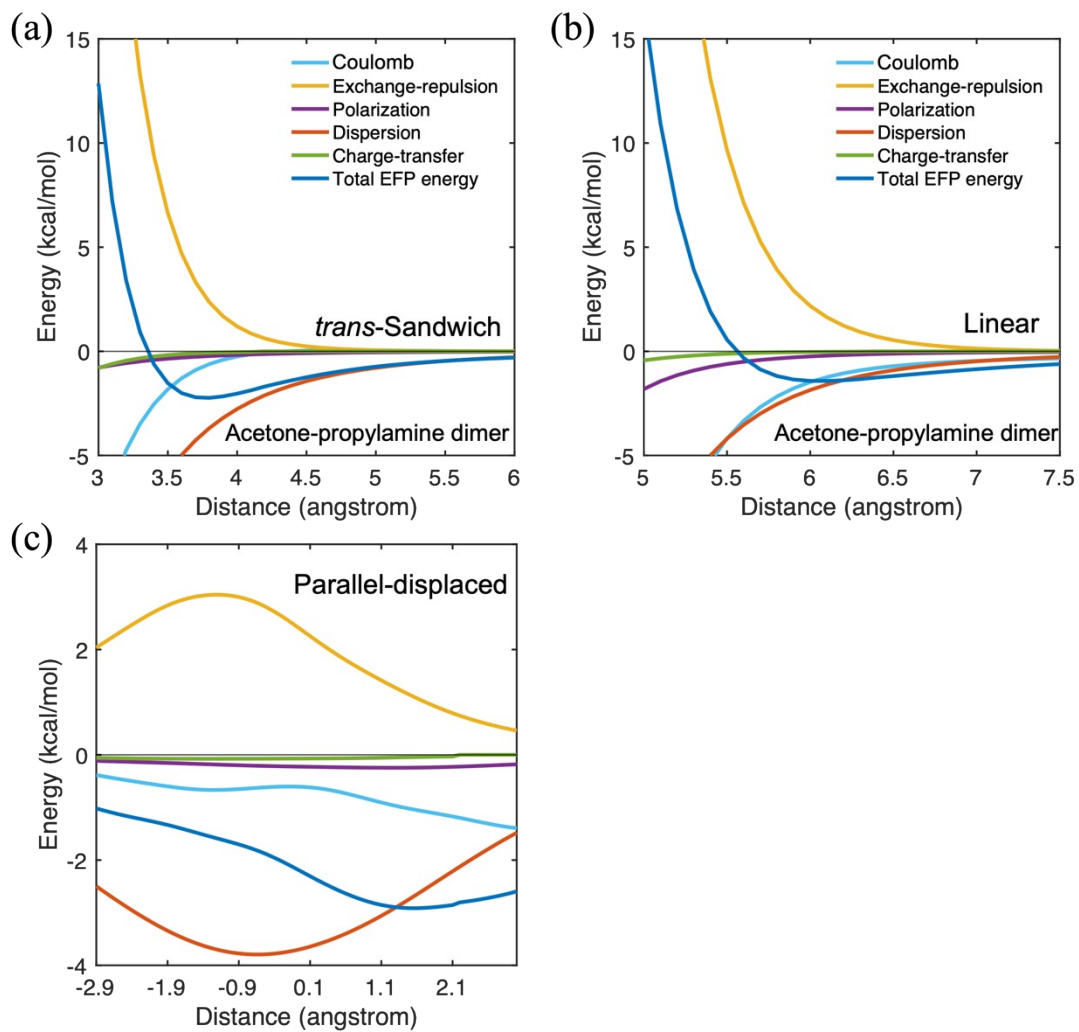 (a)
15
10
5
0
-5
Energy (kcal/mol)
Coulomb
Exchange-repulsion
Polarization
Dispersion
Charge-transfer
Total EFP energy
trans-Sandwich
Acetone-propylamine dimer
3 3.5 4 4.5 5 5.5 6
Distance (angstrom)
(b)
15
10
5
0
-5
Energy (kcal/mol)
Coulomb
Exchange-repulsion
Polarization
Dispersion
Charge-transfer
Total EFP energy
Linear
Acetone-propylamine dimer
5 5.5 6 6.5 7 7.5
Distance (angstrom)
(c)
4
2
0
-2
-4
Energy (kcal/mol)
Parallel-displaced
-2.9 -1.9 -0.9 0.1 1.1 2.1
Distance (angstrom)